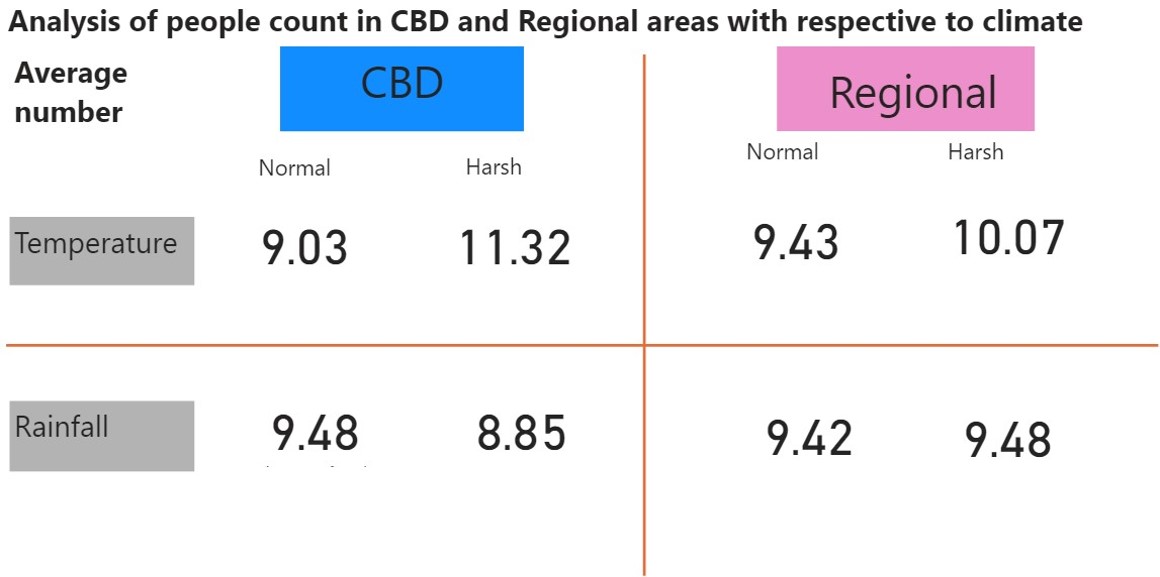 Analysis of people count in CBD and Regional areas with respective to climate
Average
number
CBD
Regional
Normal
Harsh
Normal
Harsh
Temperature
9.03
11.32
9.43
10.07
Rainfall
9.48
8.85
9.42
9.48